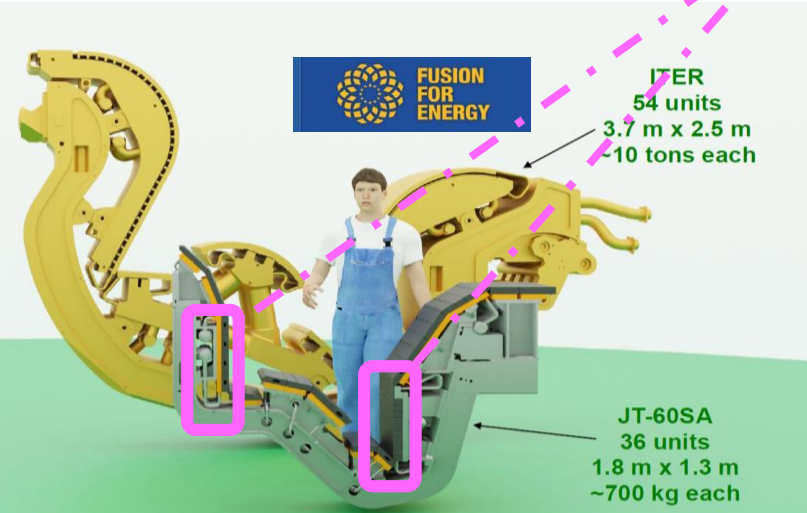 FUSION
FOR
ENERGY
ITER
54 units
3.7 m x 2.5 m
~10 tons each
JT-60SA
36 units
1.8 m x 1.3 m
~700 kg each